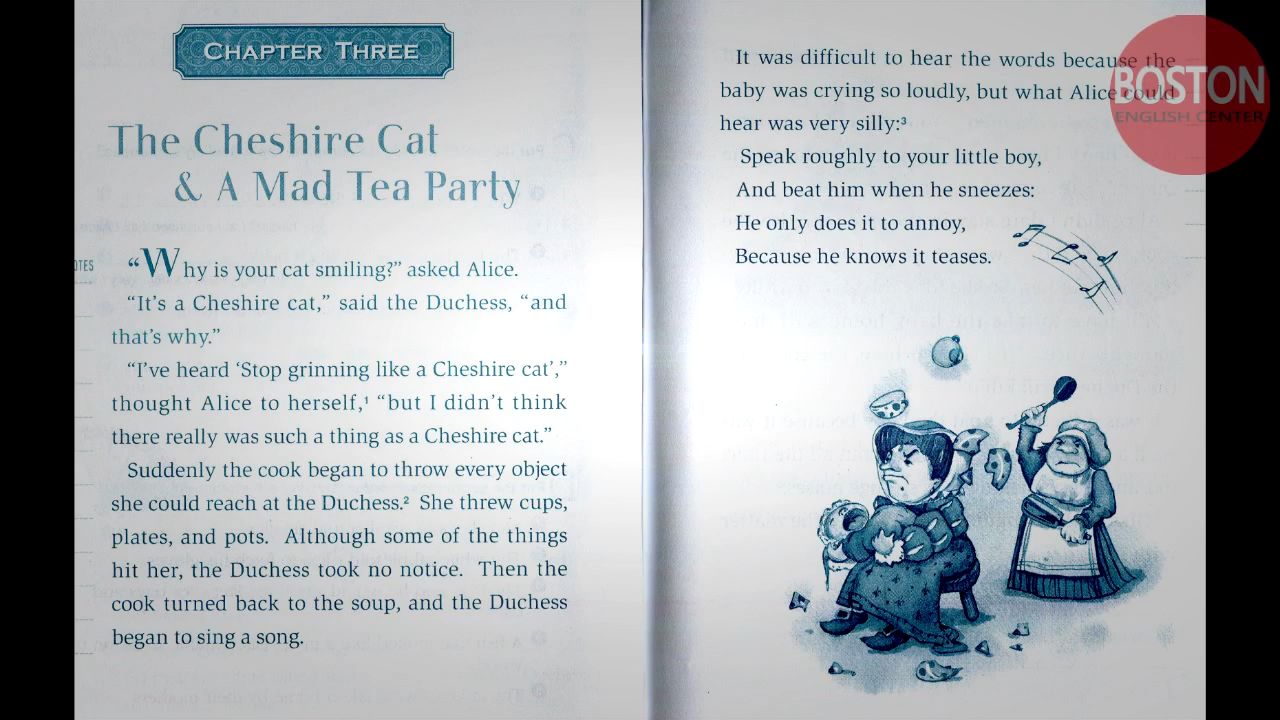 CHAPTER THREE
The Cheshire Cat
& A Mad Tea Party
“Why is your cat smiling?” asked Alice.
“It’s a Cheshire cat,” said the Duchess, “and
that’s why.”
“I’ve heard ‘Stop grinning like a Cheshire cat’,”
thought Alice to herself,¹ “but I didn’t think
there really was such a thing as a Cheshire cat.”
Suddenly the cook began to throw every object
she could reach at the Duchess.² She threw cups,
plates, and pots. Although some of the things
hit her, the Duchess took no notice. Then the
cook turned back to the soup, and the Duchess
began to sing a song.
It was difficult to hear the words because the
baby was crying so loudly, but what Alice could
hear was very silly:³
Speak roughly to your little boy,
And beat him when he sneezes:
He only does it to annoy,
Because he knows it teases.
BOSTON
ENGLISH CENTER